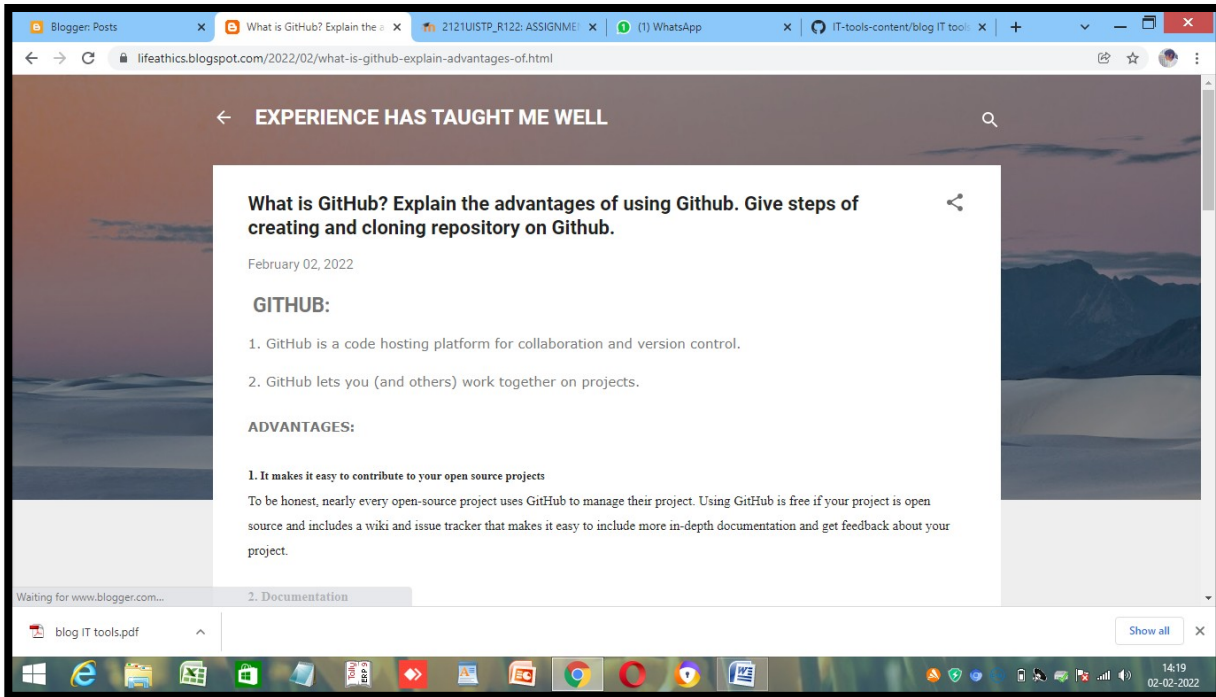 Blogger: Posts
What is GitHub? Explain the a
2121UISTP_R122: ASSIGNME
(1) WhatsApp
IT-tools-content/blog IT tools
lifeathics.blogspot.com/2022/02/what-is-github-explain-advantages-of.html
EXPERIENCE HAS TAUGHT ME WELL
What is GitHub? Explain the advantages of using Github. Give steps of
creating and cloning repository on Github.
February 02, 2022
GITHUB:
1. GitHub is a code hosting platform for collaboration and version control.
2. GitHub lets you (and others) work together on projects.
ADVANTAGES:
1. It makes it easy to contribute to your open source projects
To be honest, nearly every open-source project uses GitHub to manage their project. Using GitHub is free if your project is open
source and includes a wiki and issue tracker that makes it easy to include more in-depth documentation and get feedback about your
project.
Waiting for www.blogger.com...
2. Documentation
blog IT tools.pdf
Show all
Tally
ERP 9
14:19
02-02-2022